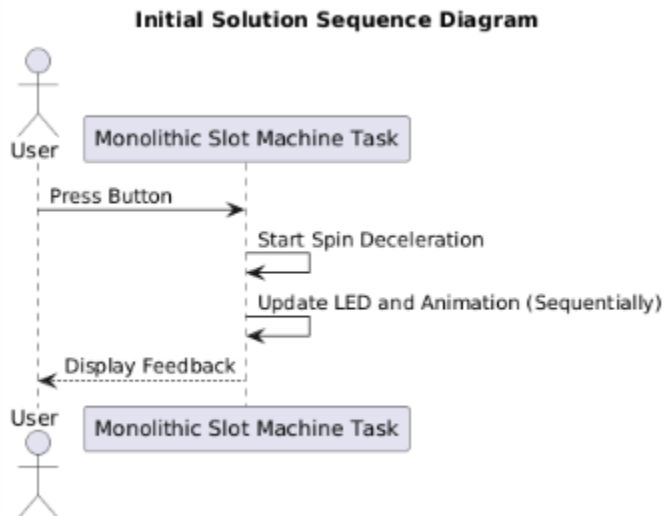 Initial Solution Sequence Diagram
User
Monolithic Slot Machine Task
Press Button
Start Spin Deceleration
Update LED and Animation (Sequentially)
Display Feedback
User
Monolithic Slot Machine Task